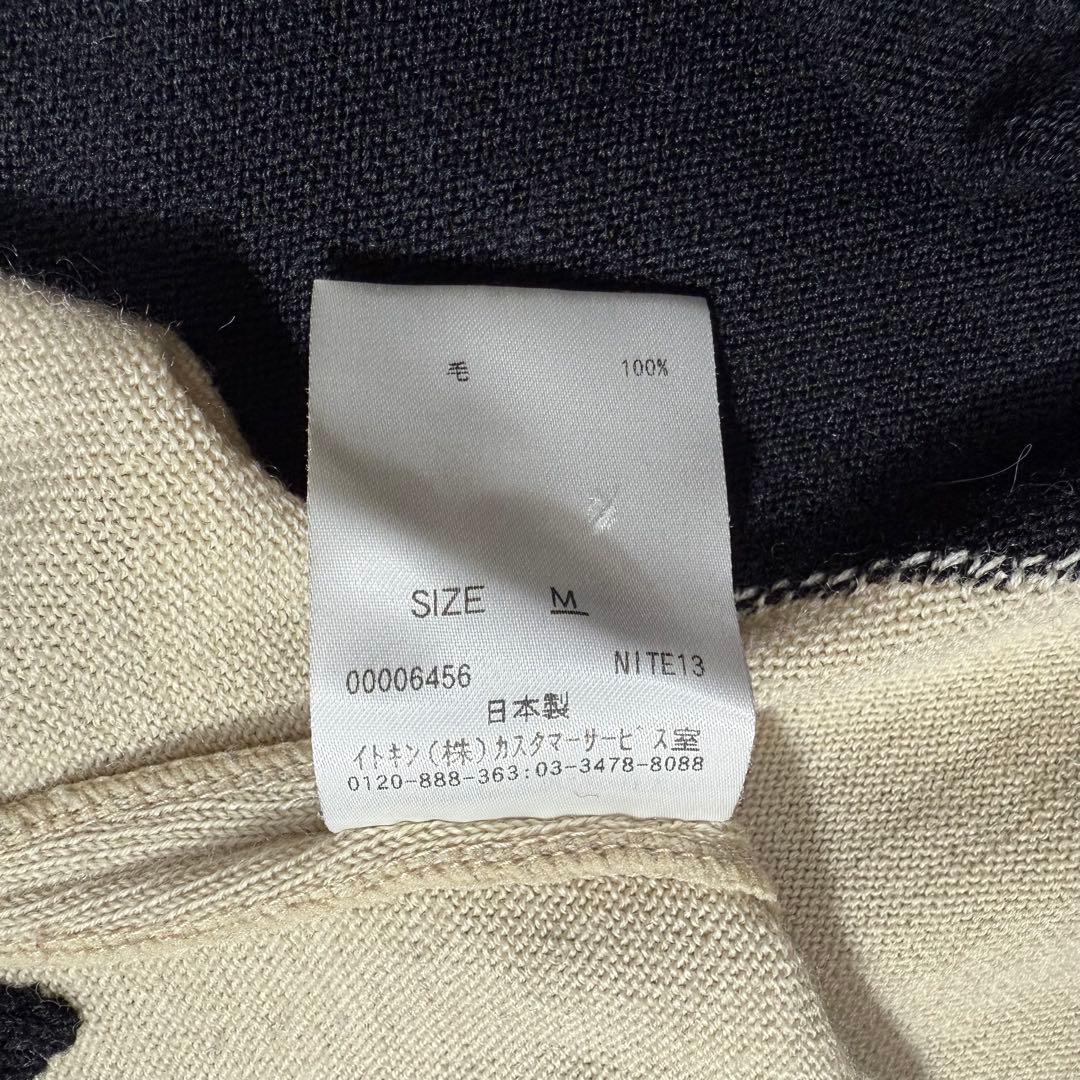 毛 100%
SIZE M
00006456 NITE13
日本製
イトキン(株)カスタマーサービス室
0120-888-363:03-3478-8088